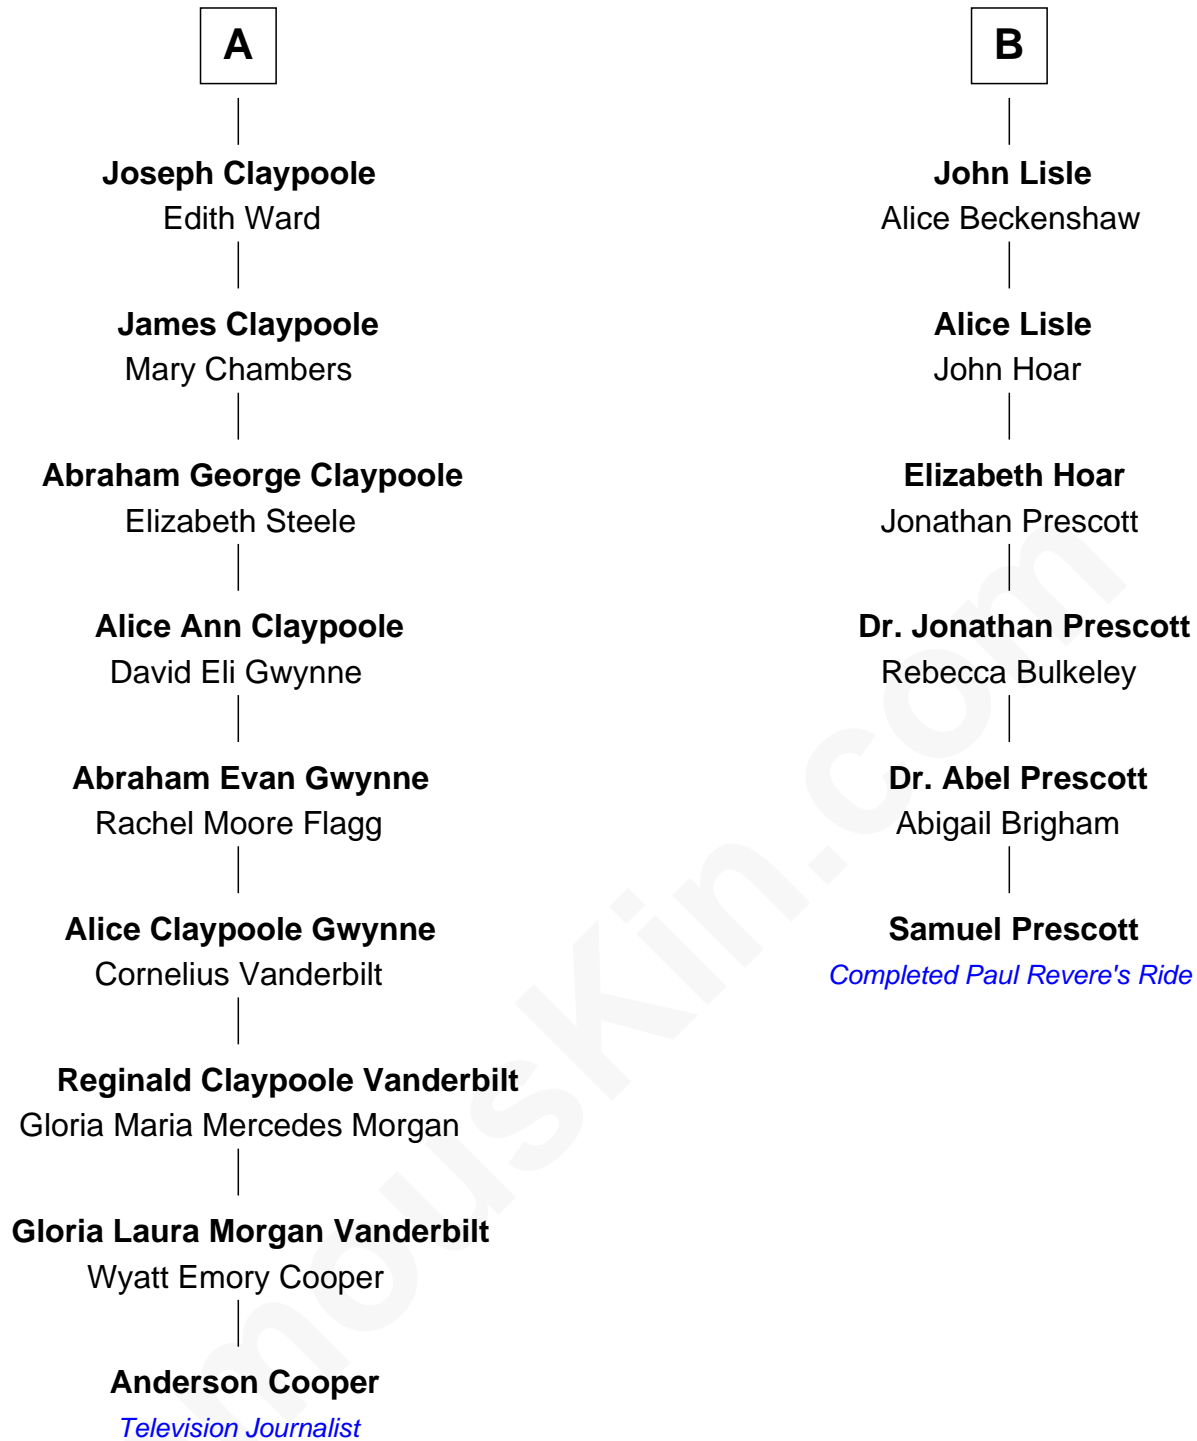 A
Joseph Claypoole
Edith Ward
James Claypoole
Mary Chambers
Abraham George Claypoole
Elizabeth Steele
Alice Ann Claypoole
David Eli Gwynne
Abraham Evan Gwynne
Rachel Moore Flagg
Alice Claypoole Gwynne
Cornelius Vanderbilt
Reginald Claypoole Vanderbilt
Gloria Maria Mercedes Morgan
Gloria Laura Morgan Vanderbilt
Wyatt Emory Cooper
Anderson Cooper
Television Journalist
B
John Lisle
Alice Beckenshaw
Alice Lisle
John Hoar
Elizabeth Hoar
Jonathan Prescott
Dr. Jonathan Prescott
Rebecca Bulkeley
Dr. Abel Prescott
Abigail Brigham
Samuel Prescott
Completed Paul Revere's Ride
mouskin.com